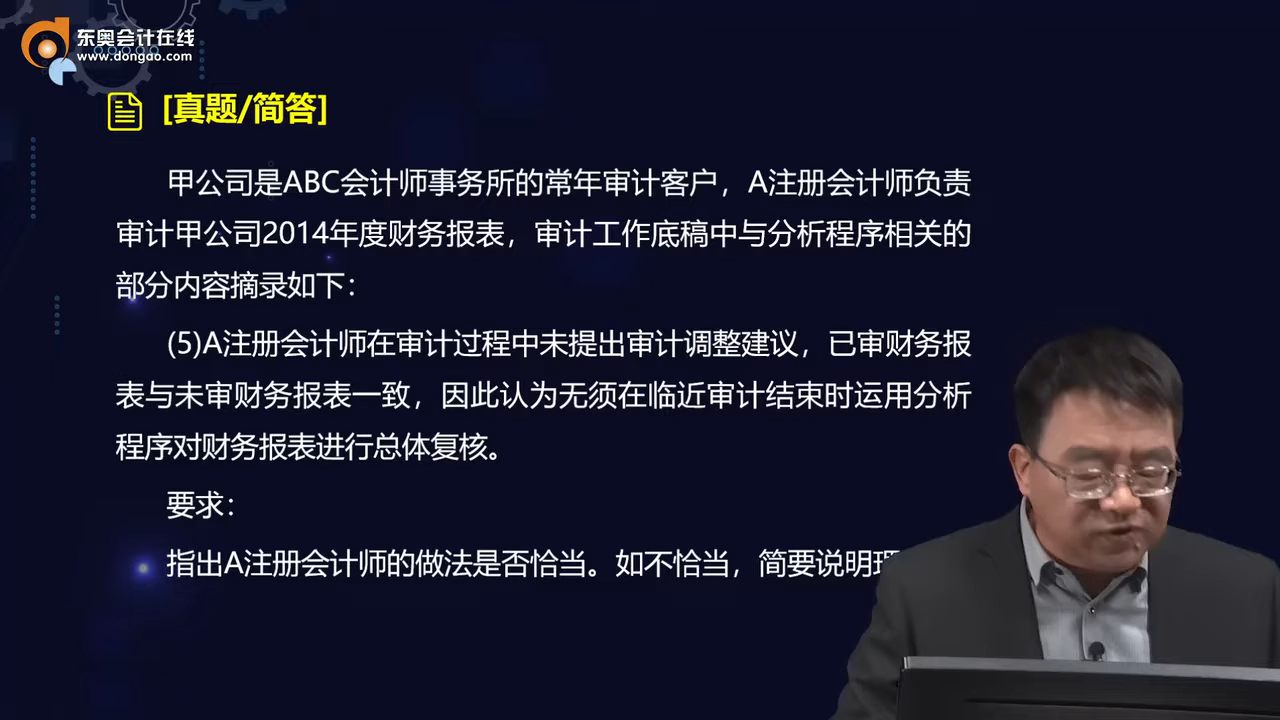 东奥会计在线
www.dongao.com
[真题/简答]
甲公司是ABC会计师事务所的常年审计客户，A注册会计师负责
审计甲公司2014年度财务报表，审计工作底稿中与分析程序相关的
部分内容摘录如下：
(5)A注册会计师在审计过程中未提出审计调整建议，已审财务报
表与未审财务报表一致，因此认为无须在临近审计结束时运用分析
程序对财务报表进行总体复核。
要求：
指出A注册会计师的做法是否恰当。如不恰当，简要说明